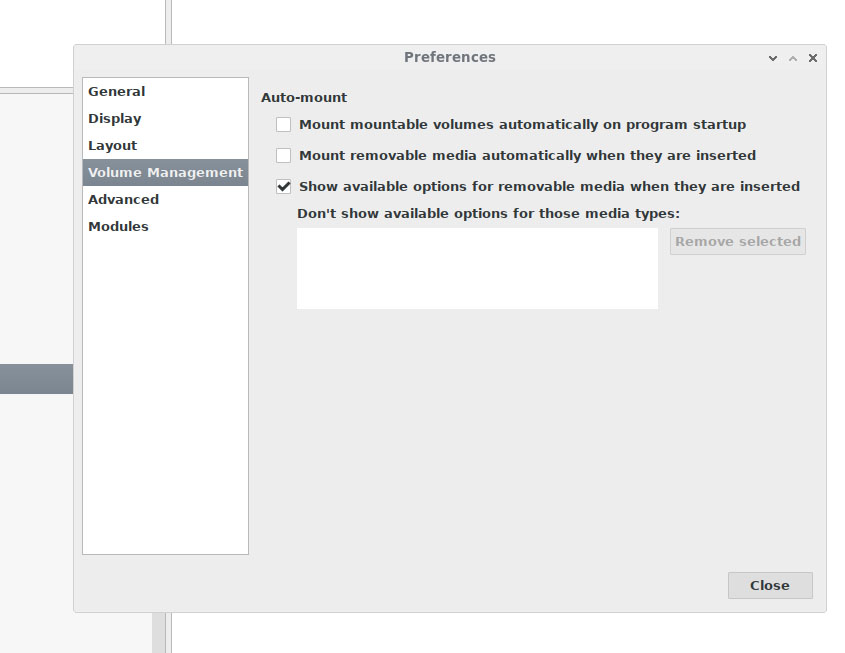 Preferences
General
Display
Layout
Volume Management
Advanced
Modules
Auto-mount
Mount mountable volumes automatically on program startup
Mount removable media automatically when they are inserted
Show available options for removable media when they are inserted
Don't show available options for those media types:
Remove selected
Close